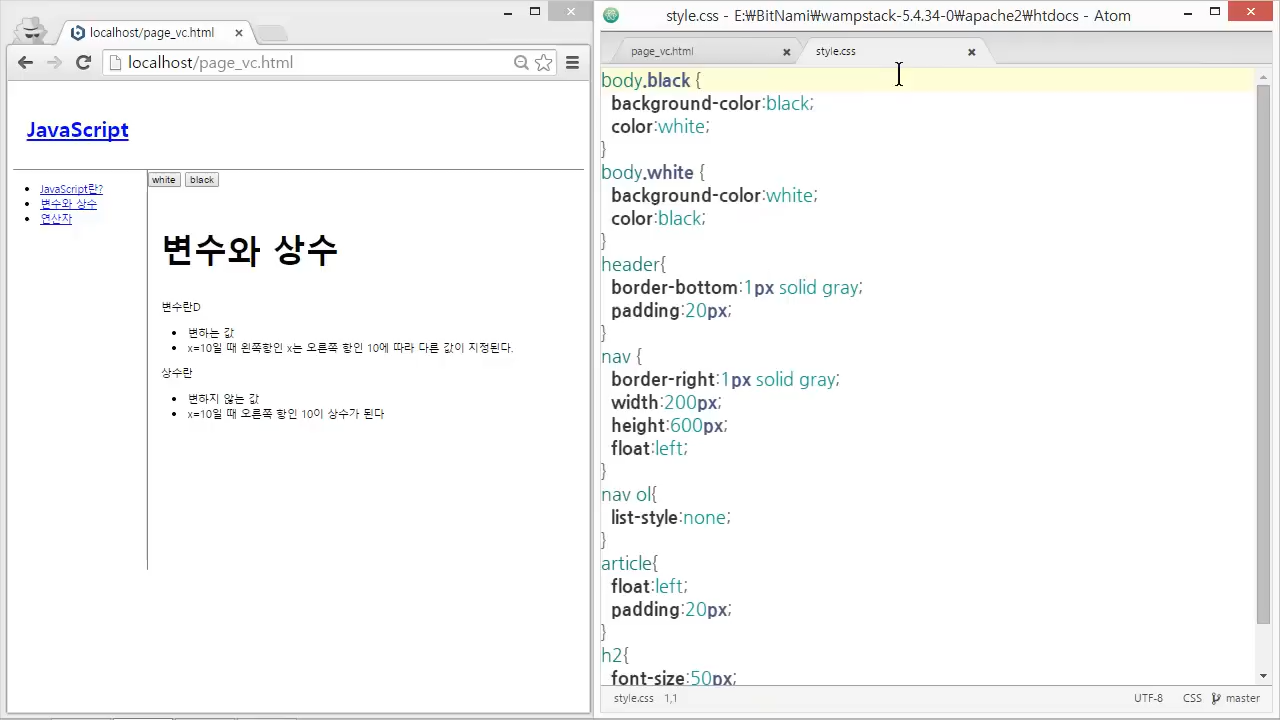 localhost/page_vc.html
localhost/page_vc.html
JavaScript
JavaScript란?
변수와 상수
연산자
white black
변수와 상수
변수란D
변하는 값
x=10일 때 왼쪽항인 x는 오른쪽 항인 10에 따라 다른 값이 지정된다.
상수란
변하지 않는 값
x=10일 때 오른쪽 항인 10이 상수가 된다
style.css - E:₩BitNami₩wampstack-5.4.34-0₩apache2₩htdocs - Atom
page_vc.html style.css
body.black {
background-color:black;
color:white;
}
body.white {
background-color:white;
color:black;
}
header{
border-bottom:1px solid gray;
padding:20px;
}
nav {
border-right:1px solid gray;
width:200px;
height:600px;
float:left;
}
nav ol{
list-style:none;
}
article{
float:left;
padding:20px;
}
h2{
font-size:50px;
style.css 1,1 UTF-8 CSS master